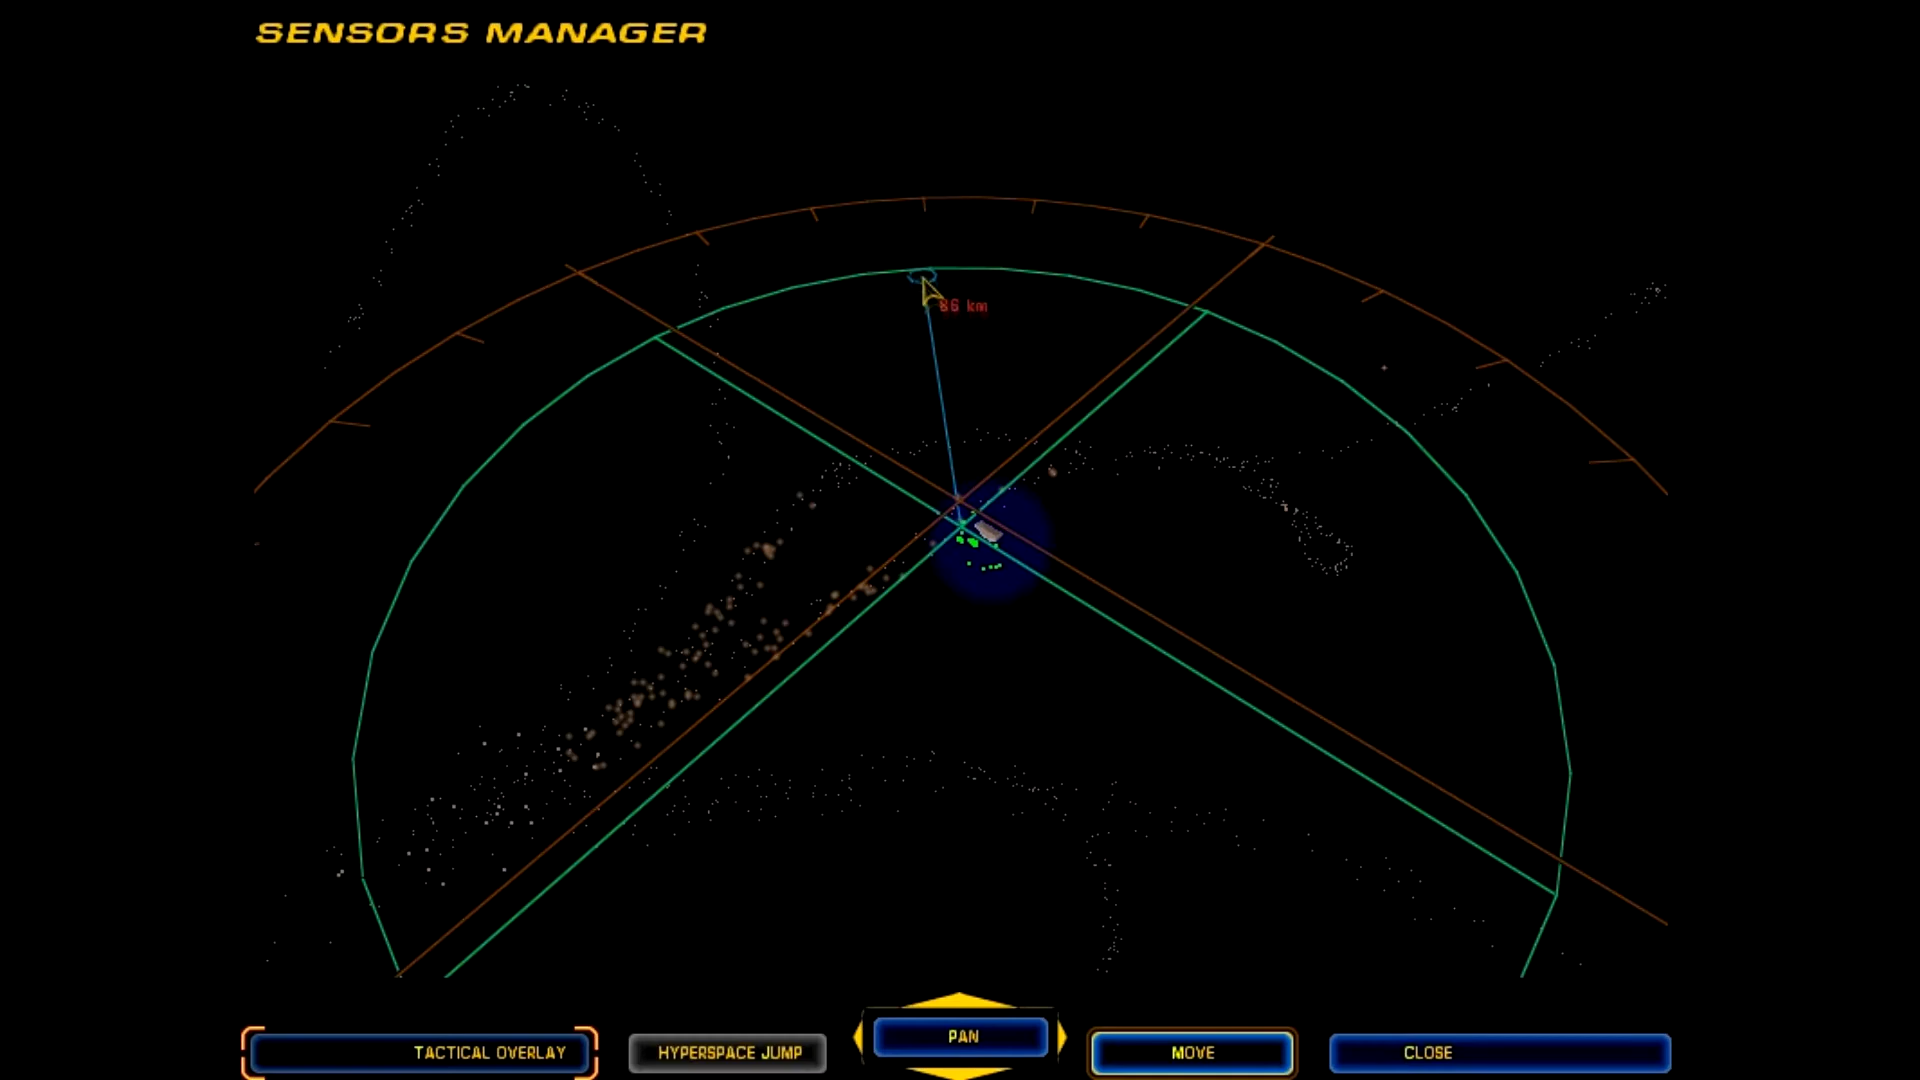 SENSORS MANAGER
86 km
TACTICAL OVERLAY
HYPERSPACE JUMP
PAN
MOVE
CLOSE